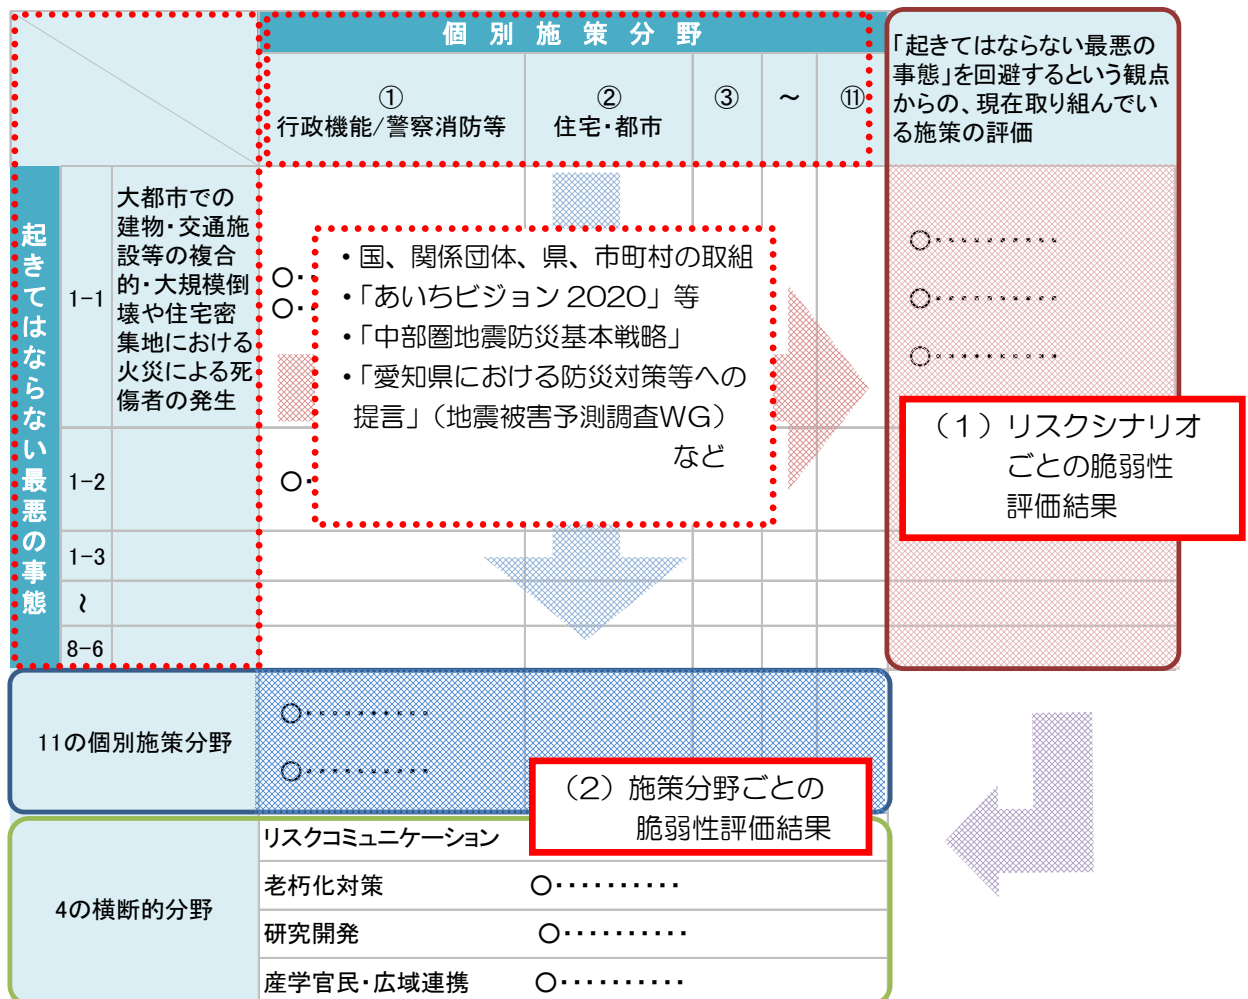 個別施策分野
①
行政機能/警察消防等
②
住宅・都市
③
～
⑪
「起きてはならない最悪の
事態」を回避するという観点
からの、現在取り組んでい
る施策の評価
起きてはならない最悪の事態
1-1
大都市での
建物・交通施
設等の複合
的・大規模倒
壊や住宅密
集地における
火災による死
傷者の発生
○・・
○・・
・国、関係団体、県、市町村の取組
・「あいちビジョン2020」等
・「中部圏地震防災基本戦略」
・「愛知県における防災対策等への
提言」（地震被害予測調査WG）
など
○・・・・・・・・・・
○・・・・・・・・・・
○・・・・・・・・・・
（1）リスクシナリオ
ごとの脆弱性
評価結果
1-2
○・
1-3
～
8-6
11の個別施策分野
○・・・・・・・・・・
○・・・・・・・・・・
（2）施策分野ごとの
脆弱性評価結果
4の横断的分野
リスクコミュニケーション
老朽化対策
○・・・・・・・・・・
研究開発
○・・・・・・・・・・
産学官民・広域連携
○・・・・・・・・・・